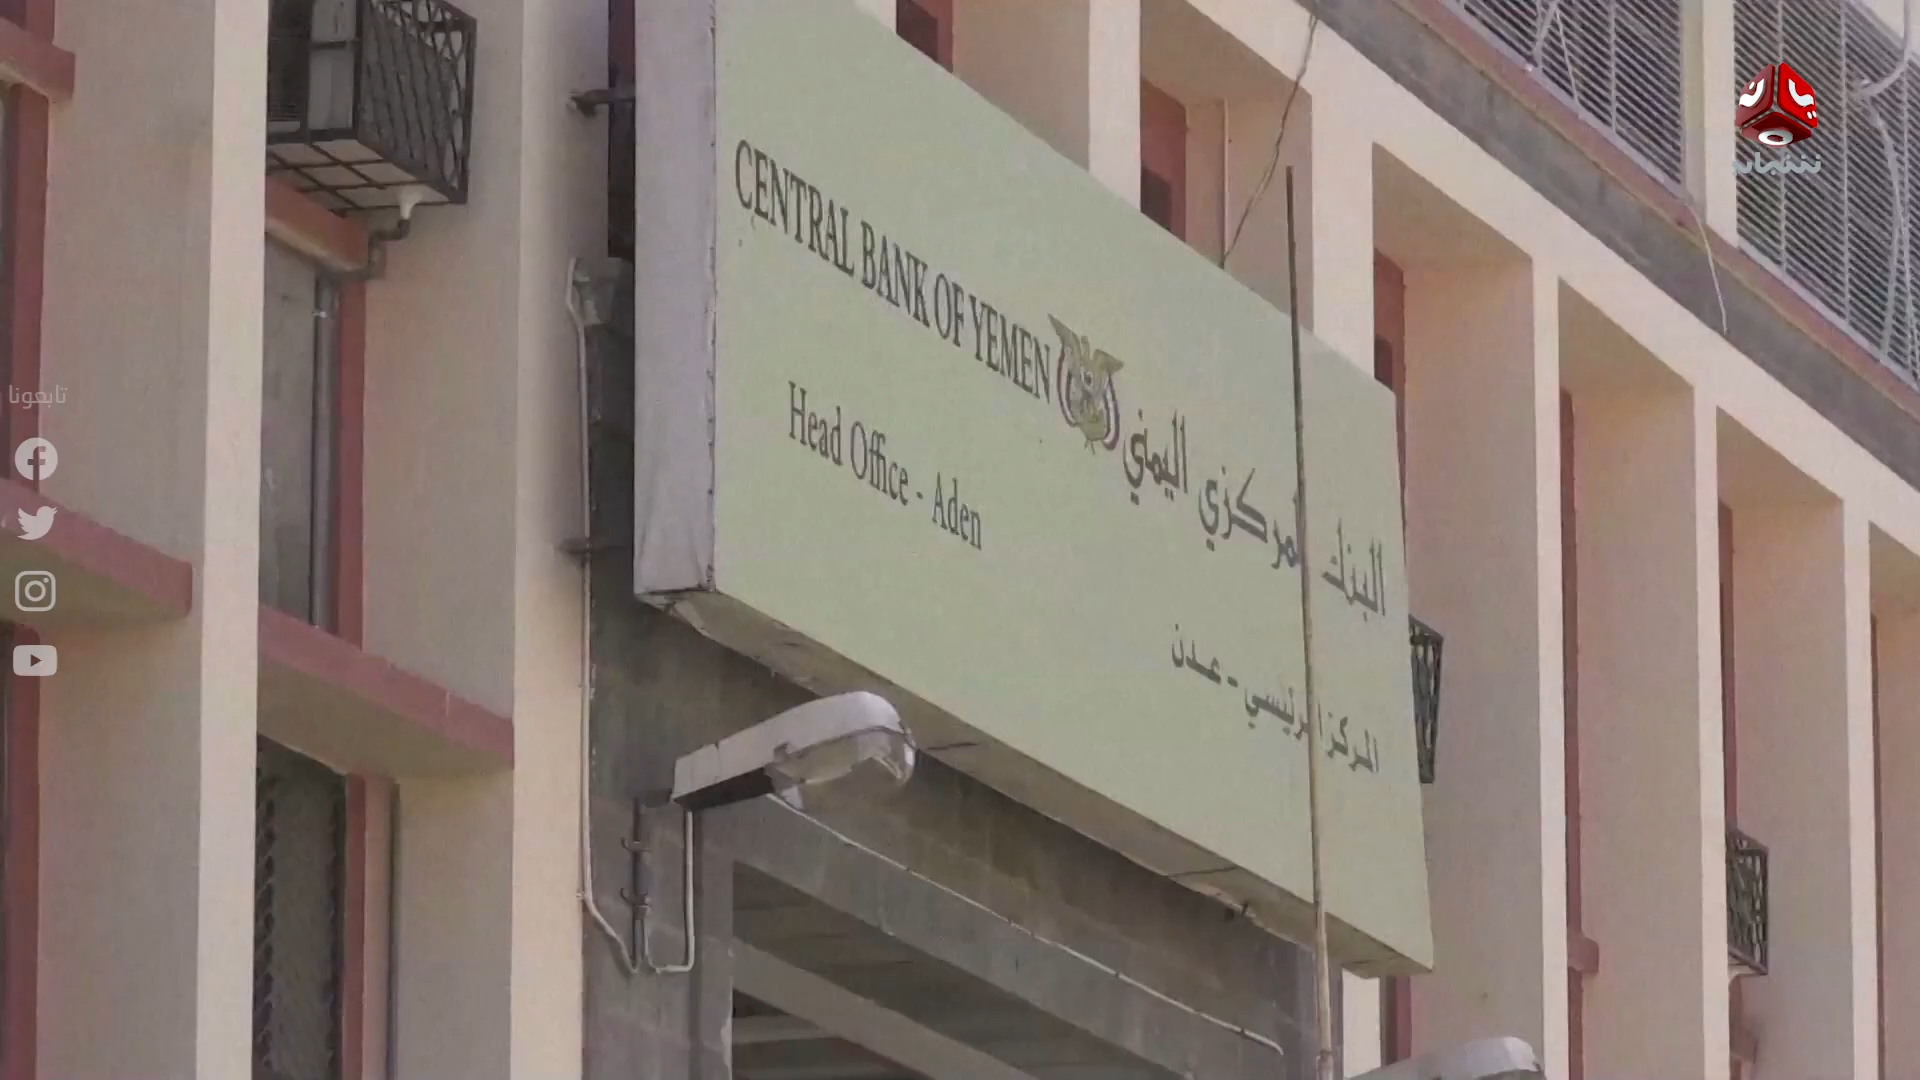 CENTRAL BANK OF YEMEN
البنك المركزي اليمني
Head Office - Aden
المركز الرئيسي - عدن
تابعونا